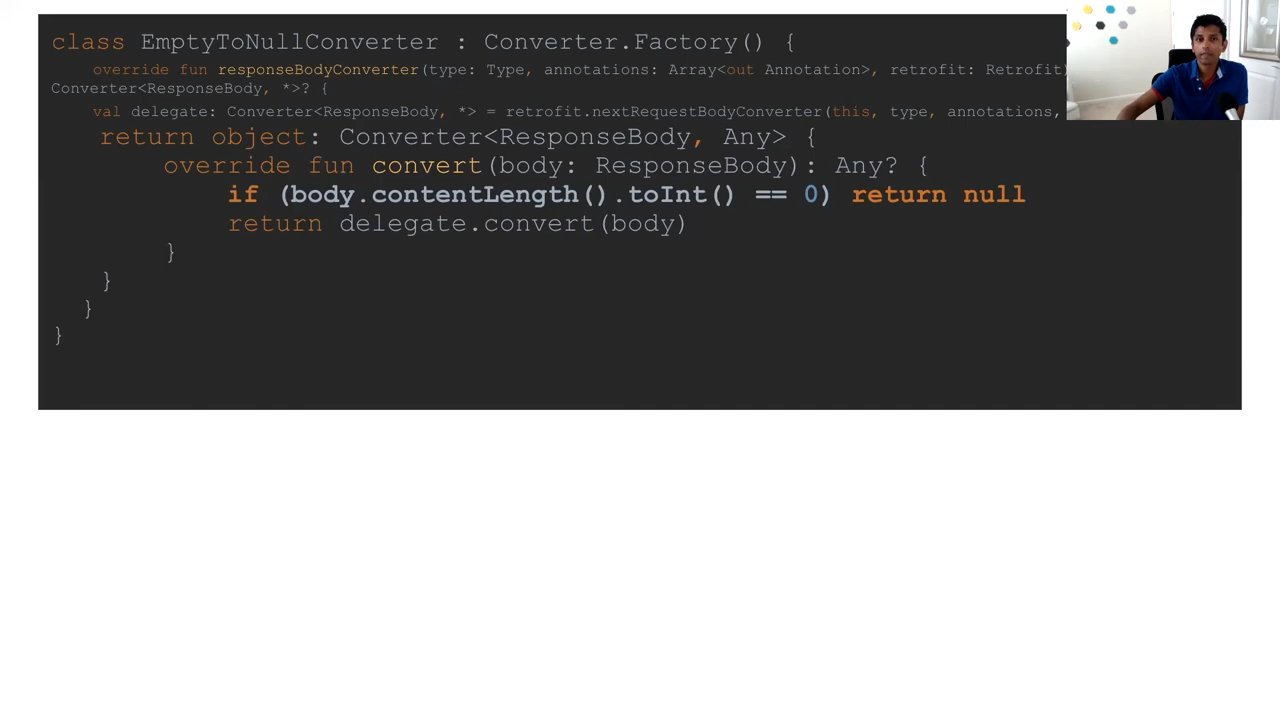 class EmptyToNullConverter : Converter.Factory() {
override fun responseBodyConverter(type: Type, annotations: Array<out Annotation>, retrofit: Retrofit)
Converter<ResponseBody, *>? {
val delegate: Converter<ResponseBody, *> = retrofit.nextRequestBodyConverter(this, type, annotations,
return object: Converter<ResponseBody, Any> {
override fun convert(body: ResponseBody): Any? {
if (body.contentLength().toInt() == 0) return null
return delegate.convert(body)
}
}
}
}